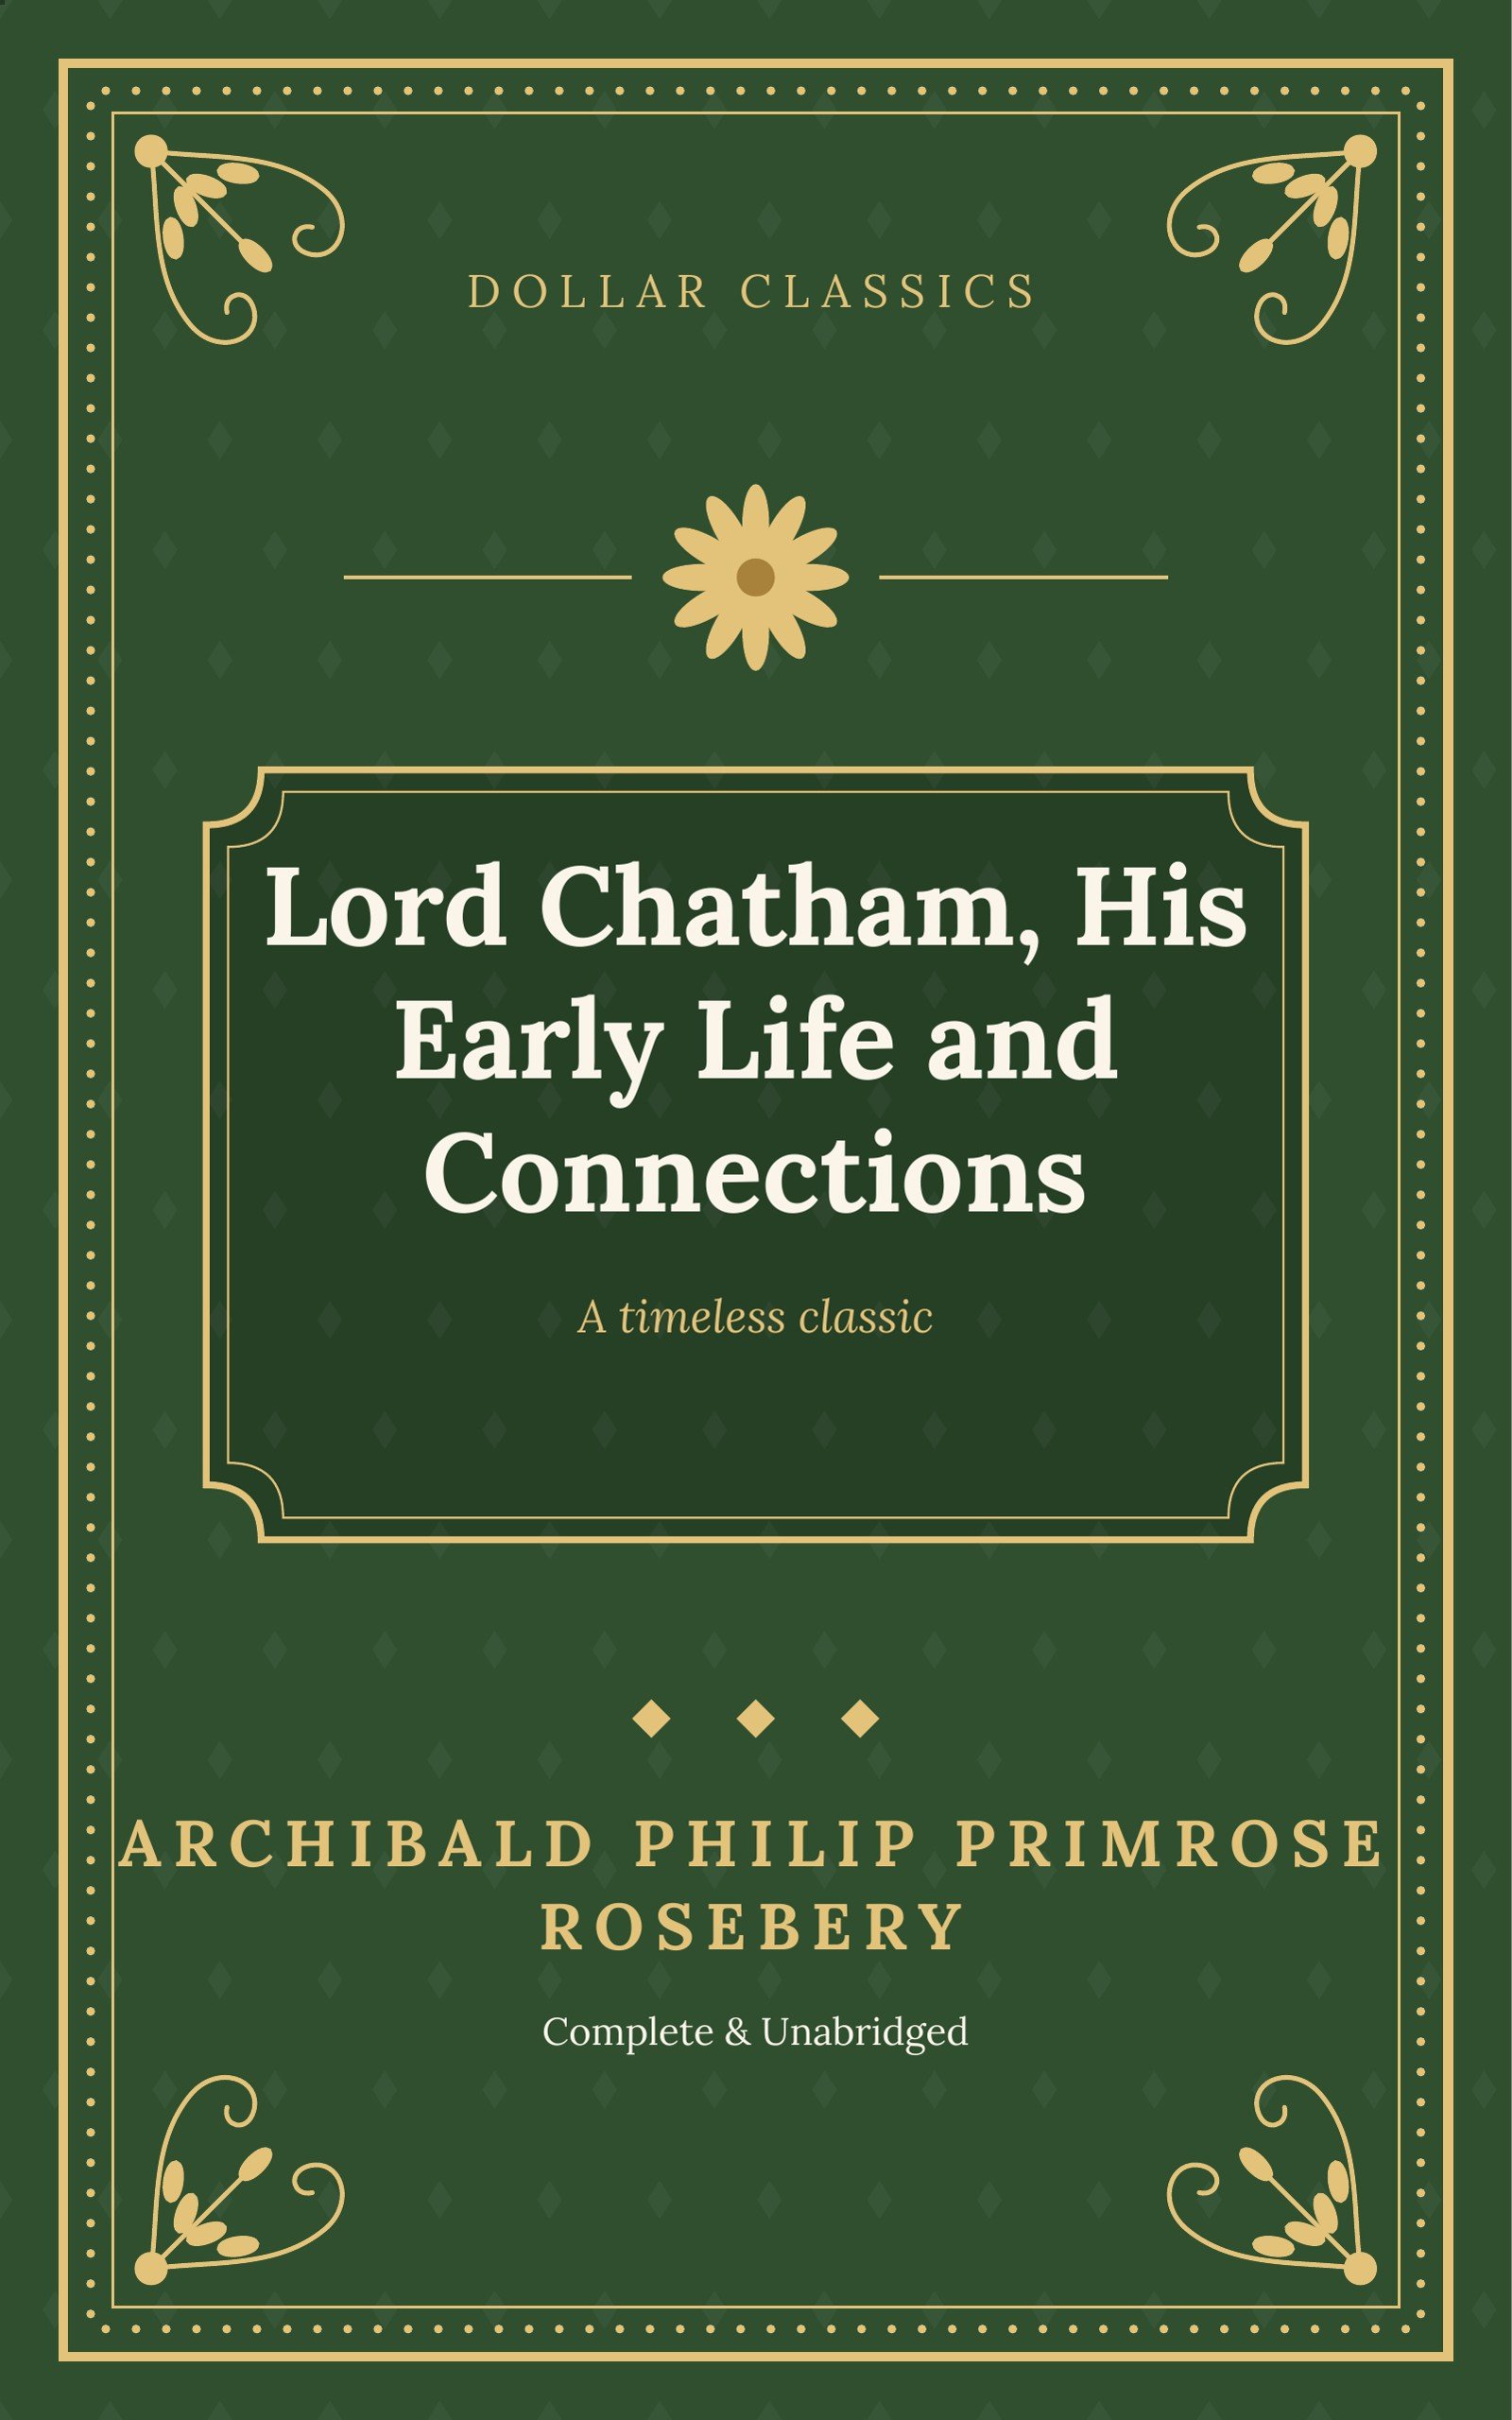 DOLLAR CLASSICS
Lord Chatham, His
Early Life and
Connections
A timeless classic
ARCHIBALD PHILIP PRIMROSE
ROSEBERY
Complete & Unabridged